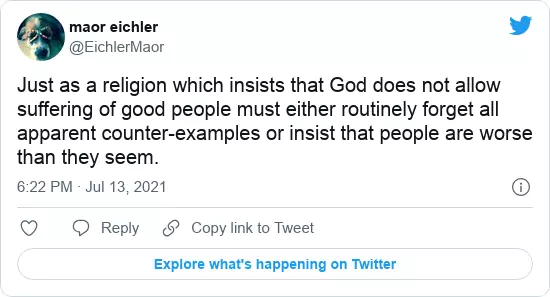 maor eichler
@EichlerMaor
Just as a religion which insists that God does not allow
suffering of good people must either routinely forget all
apparent counter-examples or insist that people are worse
than they seem.
6:22 PM · Jul 13, 2021
Reply
Copy link to Tweet
Explore what's happening on Twitter